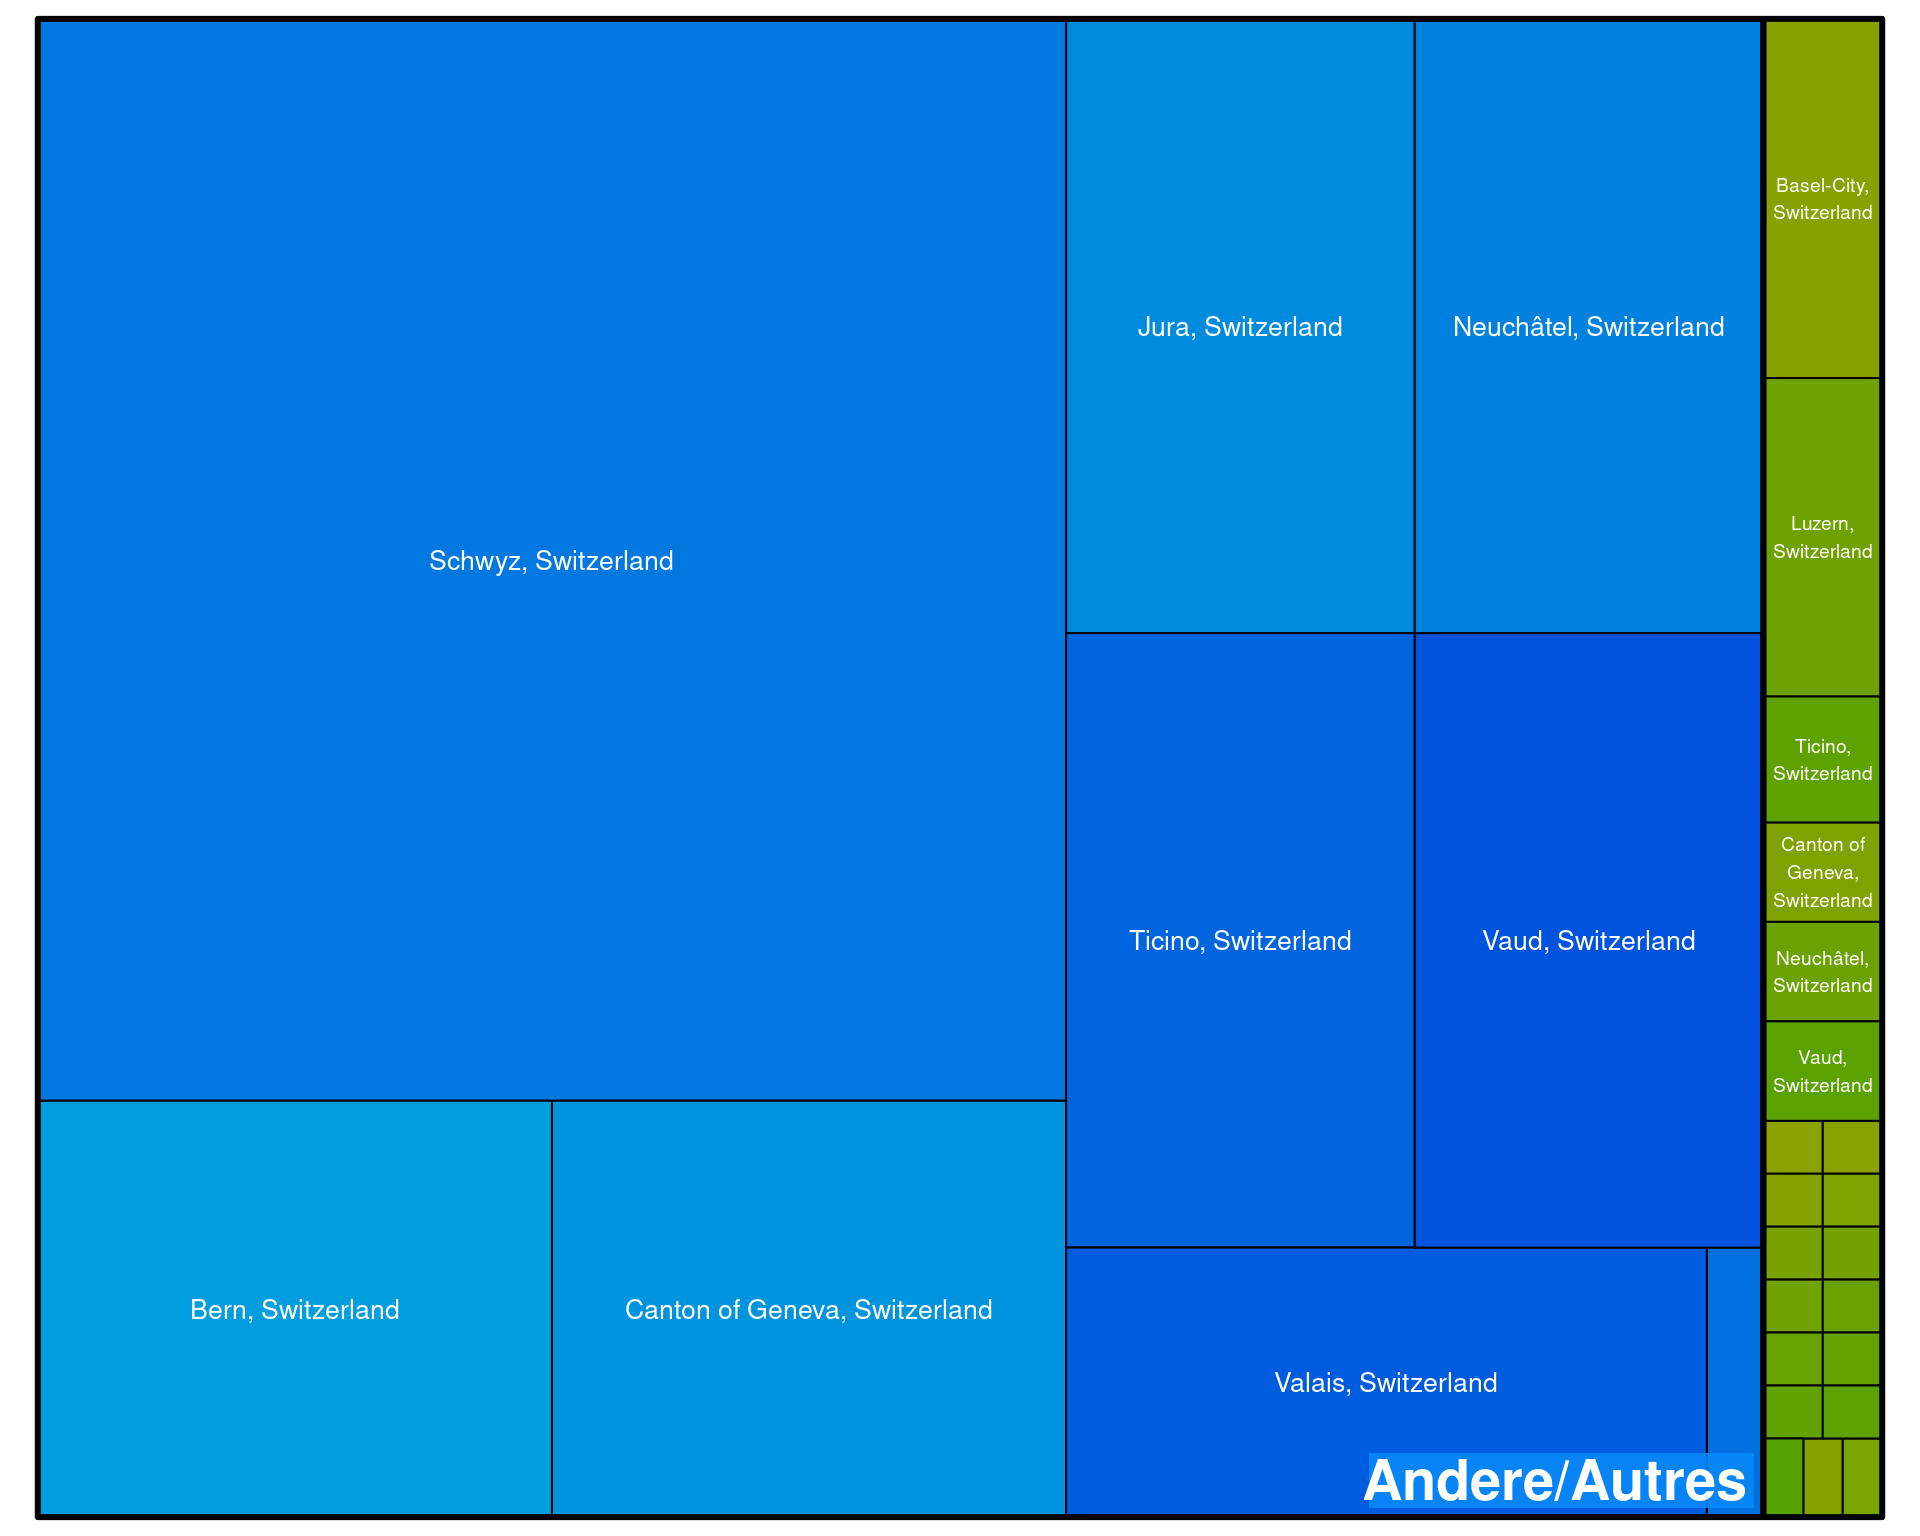 Schwyz, Switzerland
Jura, Switzerland
Neuchâtel, Switzerland
Ticino, Switzerland
Vaud, Switzerland
Bern, Switzerland
Canton of Geneva, Switzerland
Valais, Switzerland
Andere/Autres
Basel-City,
Switzerland
Luzern,
Switzerland
Ticino,
Switzerland
Canton of
Geneva,
Switzerland
Neuchâtel,
Switzerland
Vaud,
Switzerland